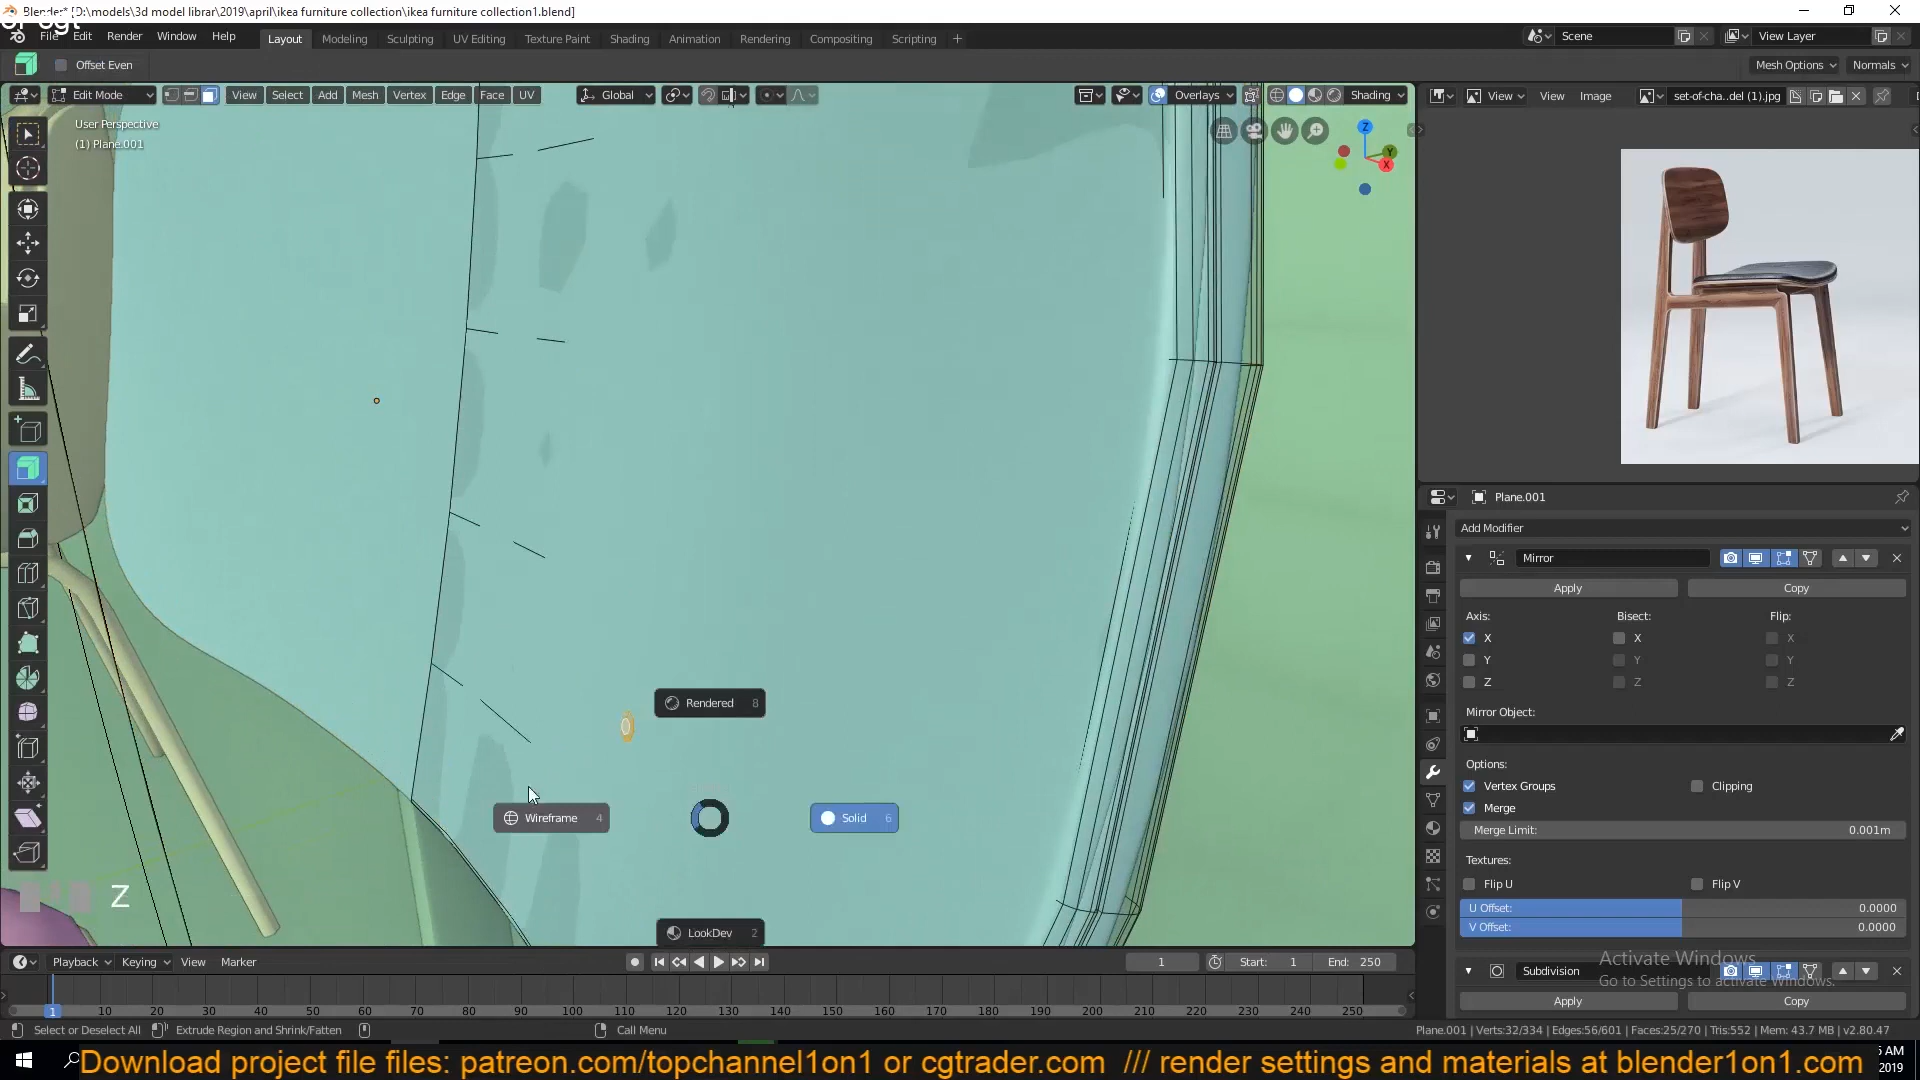 Blender* [D:\models\3d model librar\2019\april\ikea furniture collection\ikea furniture collection1.blend]
File Edit Render Window Help Layout Modeling Sculpting UV Editing Texture Paint Shading Animation Rendering Compositing Scripting + Scene View Layer
Offset Even Mesh Options Normals
Edit Mode View Select Add Mesh Vertex Edge Face UV Global Overlays Shading View View Image set-of-cha..del (1).jpg
User Perspective
(1) Plane.001
Z
Y
X
Plane.001
Add Modifier
Mirror
Apply Copy
Axis: Bisect: Flip:
X X X
Y Y Y
Z Z Z
Mirror Object:
Options:
Vertex Groups Clipping
Merge
Merge Limit: 0.001m
Textures:
Flip U Flip V
U Offset: 0.0000
V Offset: 0.0000
Rendered 8
Wireframe 4
Solid 6
LookDev 2
Z
Activate Windows
Go to Settings to activate Windows.
Subdivision
Apply Copy
Playback Keying View Marker 1 Start: 1 End: 250
1 10 20 30 40 50 60 70 80 90 100 110 120 130 140 150 160 170 180 190 200 210 220 230 240 250
Select or Deselect All Extrude Region and Shrink/Fatten Call Menu Plane.001 | Verts:32/334 | Edges:56/601 | Faces:25/270 | Tris:552 | Mem: 43.7 MB | v2.80.47
Download project file files: patreon.com/topchannel1on1 or cgtrader.com /// render settings and materials at blender1on1.com
AM
2019